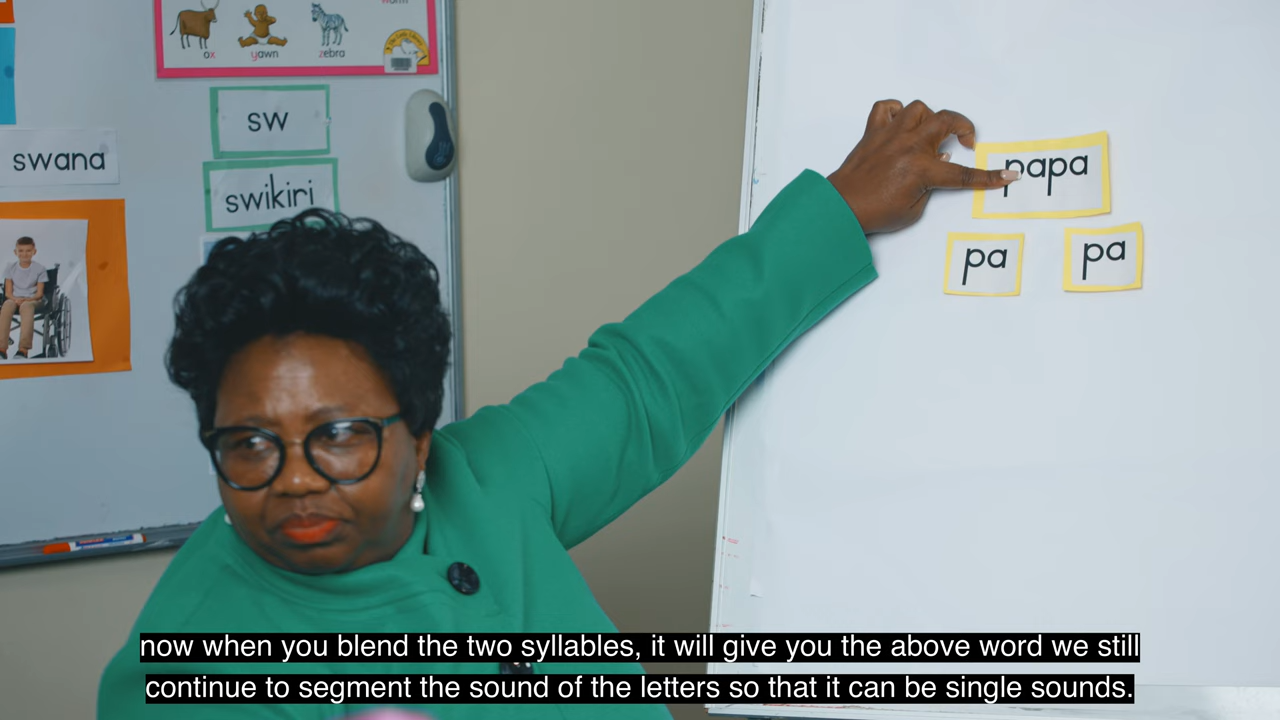 ox yawn zebra
sw
swana
swikiri
papa
pa pa
now when you blend the two syllables, it will give you the above word we still
continue to segment the sound of the letters so that it can be single sounds.